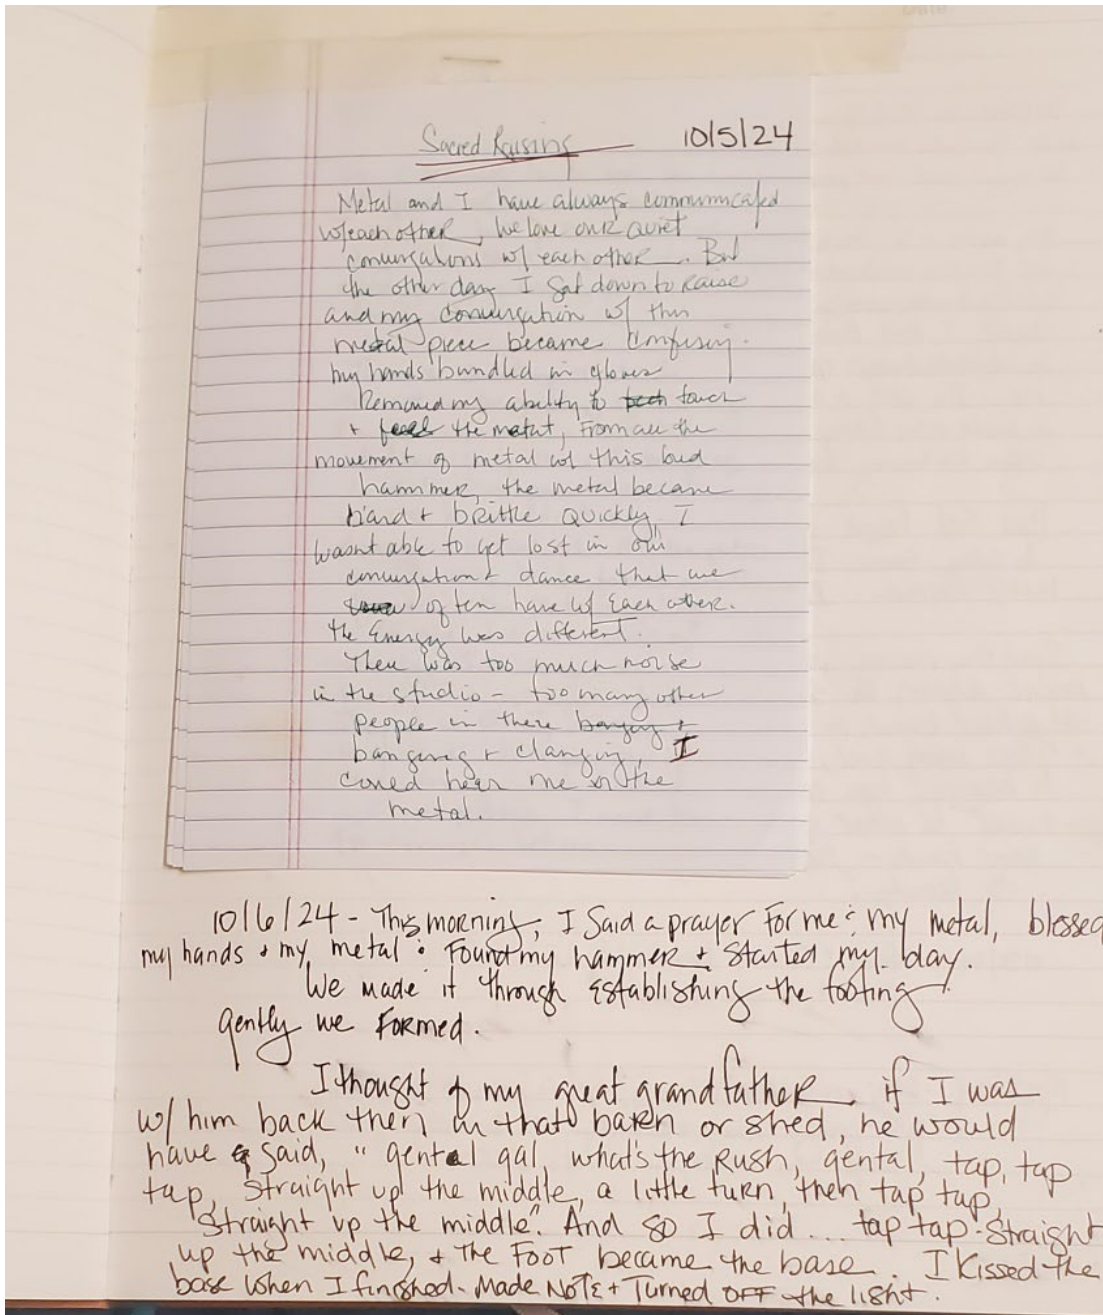 Sacred Raising 10/5/24
Metal and I have always communicated
w/each other, We love our quiet
conversations w/ each other. But
the other day I sat down to raise
and my conversation w/ this
metal piece became confusing.
my hands bundled in gloves
Removed my ability to touch
+ feel the metal, From all the
movement of metal w/ this bad
hammer, the metal became
hard + brittle quickly. I
wasnt able to get lost in our
conversation + dance that we
often have w/ each other.
the Energy was different.
There was too much noise
in the studio - too many other
people in there banging +
banging + clanging, I
could hear me or the
metal.
10/6/24 - This morning, I Said a prayer for me & my metal, blessed
my hands + my metal & Found my hammer + Started my day.
We made it through Establishing the footing
gently we formed.
I thought of my great grandfather, if I was
w/ him back then in that barn or shed, he would
have said, "gental gal, what's the Rush, gental, tap, tap
tap, straight up the middle, a little turn, then tap tap,
straight up the middle". And so I did... tap tap-straight
up the middle, + the Foot became the base. I kissed the
base when I finished. Made NoTE + Turned OFF the light.